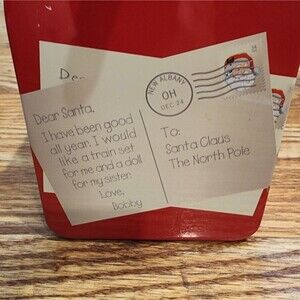 Dear
NEW ALBANY
OH
DEC 24
Dear Santa,
I have been good
all year. I would
like a train set
for me and a doll
for my sister.
Love,
Bobby
To:
Santa Claus
The North Pole